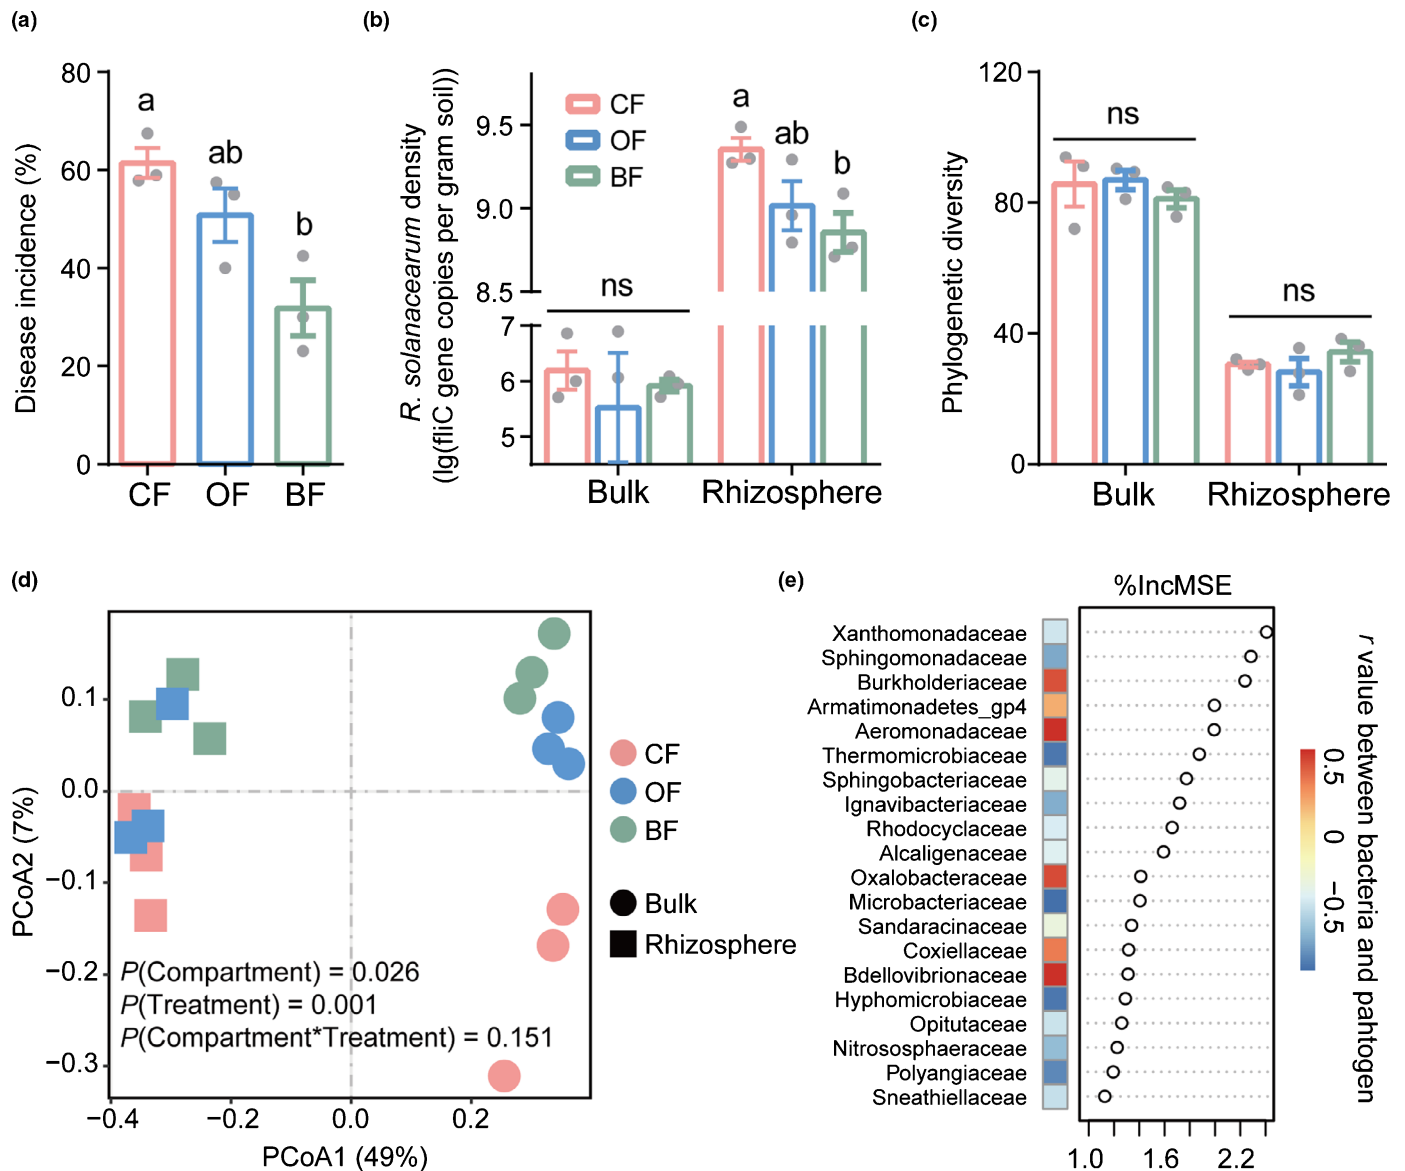 (a)
Disease incidence (%)
80
60
40
20
0
a
ab
b
CF
OF
BF
(b)
R. solanacearum density
(lg(fliC gene copies per gram soil))
9.5
9.0
8.5
7
6
5
CF
OF
BF
ns
a
ab
b
Bulk
Rhizosphere
(c)
Phylogenetic diversity
120
80
40
0
ns
ns
Bulk
Rhizosphere
(d)
PCoA2 (7%)
0.1
0.0
−0.1
−0.2
−0.3
P(Compartment) = 0.026
P(Treatment) = 0.001
P(Compartment*Treatment) = 0.151
−0.4
−0.2
0.0
0.2
PCoA1 (49%)
CF
OF
BF
Bulk
Rhizosphere
(e)
%IncMSE
Xanthomonadaceae
Sphingomonadaceae
Burkholderiaceae
Armatimonadetes_gp4
Aeromonadaceae
Thermomicrobiaceae
Sphingobacteriaceae
Ignavibacteriaceae
Rhodocyclaceae
Alcaligenaceae
Oxalobacteraceae
Microbacteriaceae
Sandaracinaceae
Coxiellaceae
Bdellovibrionaceae
Hyphomicrobiaceae
Opitutaceae
Nitrososphaeraceae
Polyangiaceae
Sneathiellaceae
1.0
1.6
2.2
0.5
0
−0.5
r value between bacteria and pahtogen